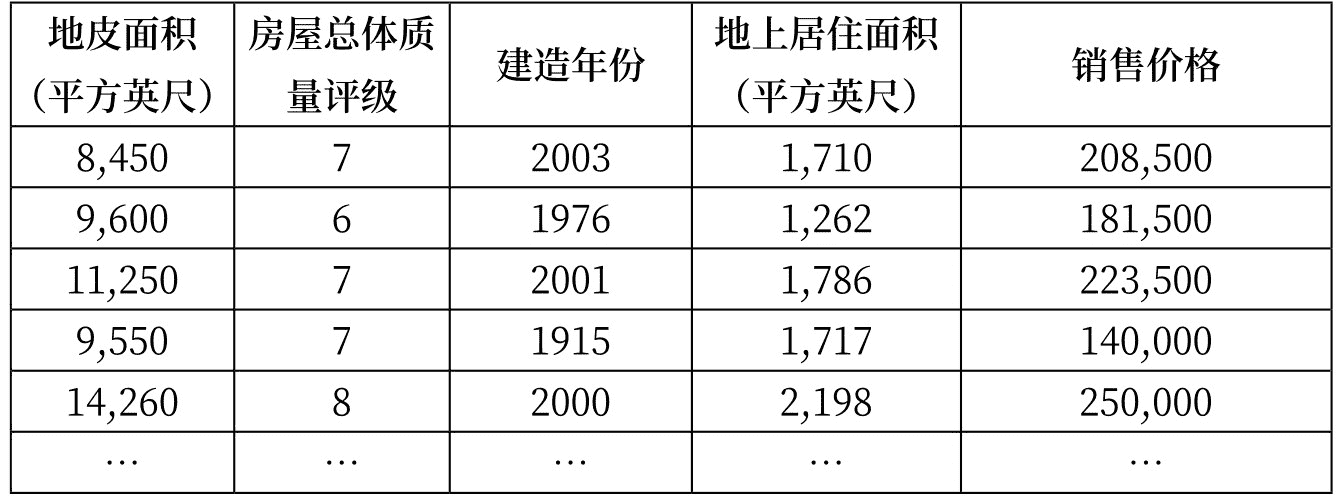 地皮面积
（平方英尺）
房屋总体质
量评级
建造年份
地上居住面积
（平方英尺）
销售价格
8,450 7 2003 1,710 208,500
9,600 6 1976 1,262 181,500
11,250 7 2001 1,786 223,500
9,550 7 1915 1,717 140,000
14,260 8 2000 2,198 250,000
… … … … …